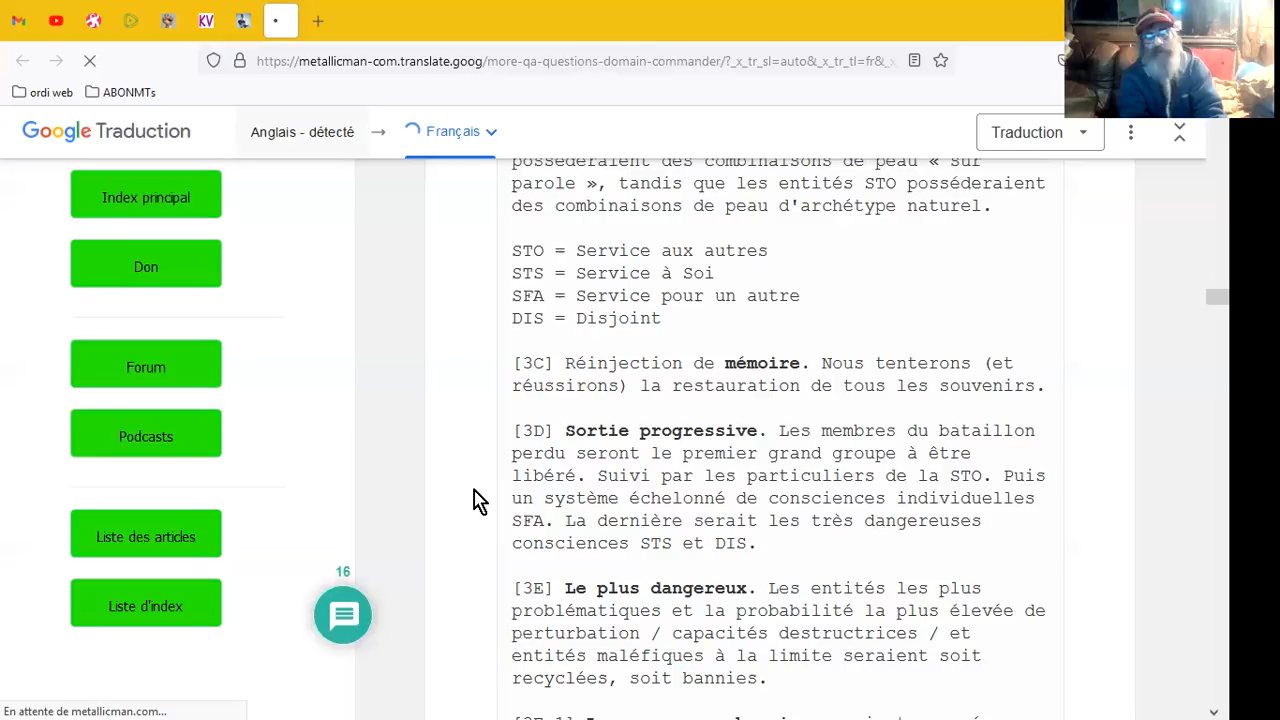 KV
https://metallicman-com.translate.goog/more-qa-questions-domain-commander/?_x_tr_sl=auto&_x_tr_tl=fr&_x
ordi web
ABONMTs
Google Traduction
Anglais - détecté
Français
Traduction
Index principal
Don
Forum
Podcasts
Liste des articles
Liste d'index
16
posséderaient des combinaisons de peau « sur
parole », tandis que les entités STO posséderaient
des combinaisons de peau d'archétype naturel.
STO = Service aux autres
STS = Service à Soi
SFA = Service pour un autre
DIS = Disjoint
[3C] Réinjection de mémoire. Nous tenterons (et
réussirons) la restauration de tous les souvenirs.
[3D] Sortie progressive. Les membres du bataillon
perdu seront le premier grand groupe à être
libéré. Suivi par les particuliers de la STO. Puis
un système échelonné de consciences individuelles
SFA. La dernière serait les très dangereuses
consciences STS et DIS.
[3E] Le plus dangereux. Les entités les plus
problématiques et la probabilité la plus élevée de
perturbation / capacités destructrices / et
entités maléfiques à la limite seraient soit
recyclées, soit bannies.
En attente de metallicman.com...